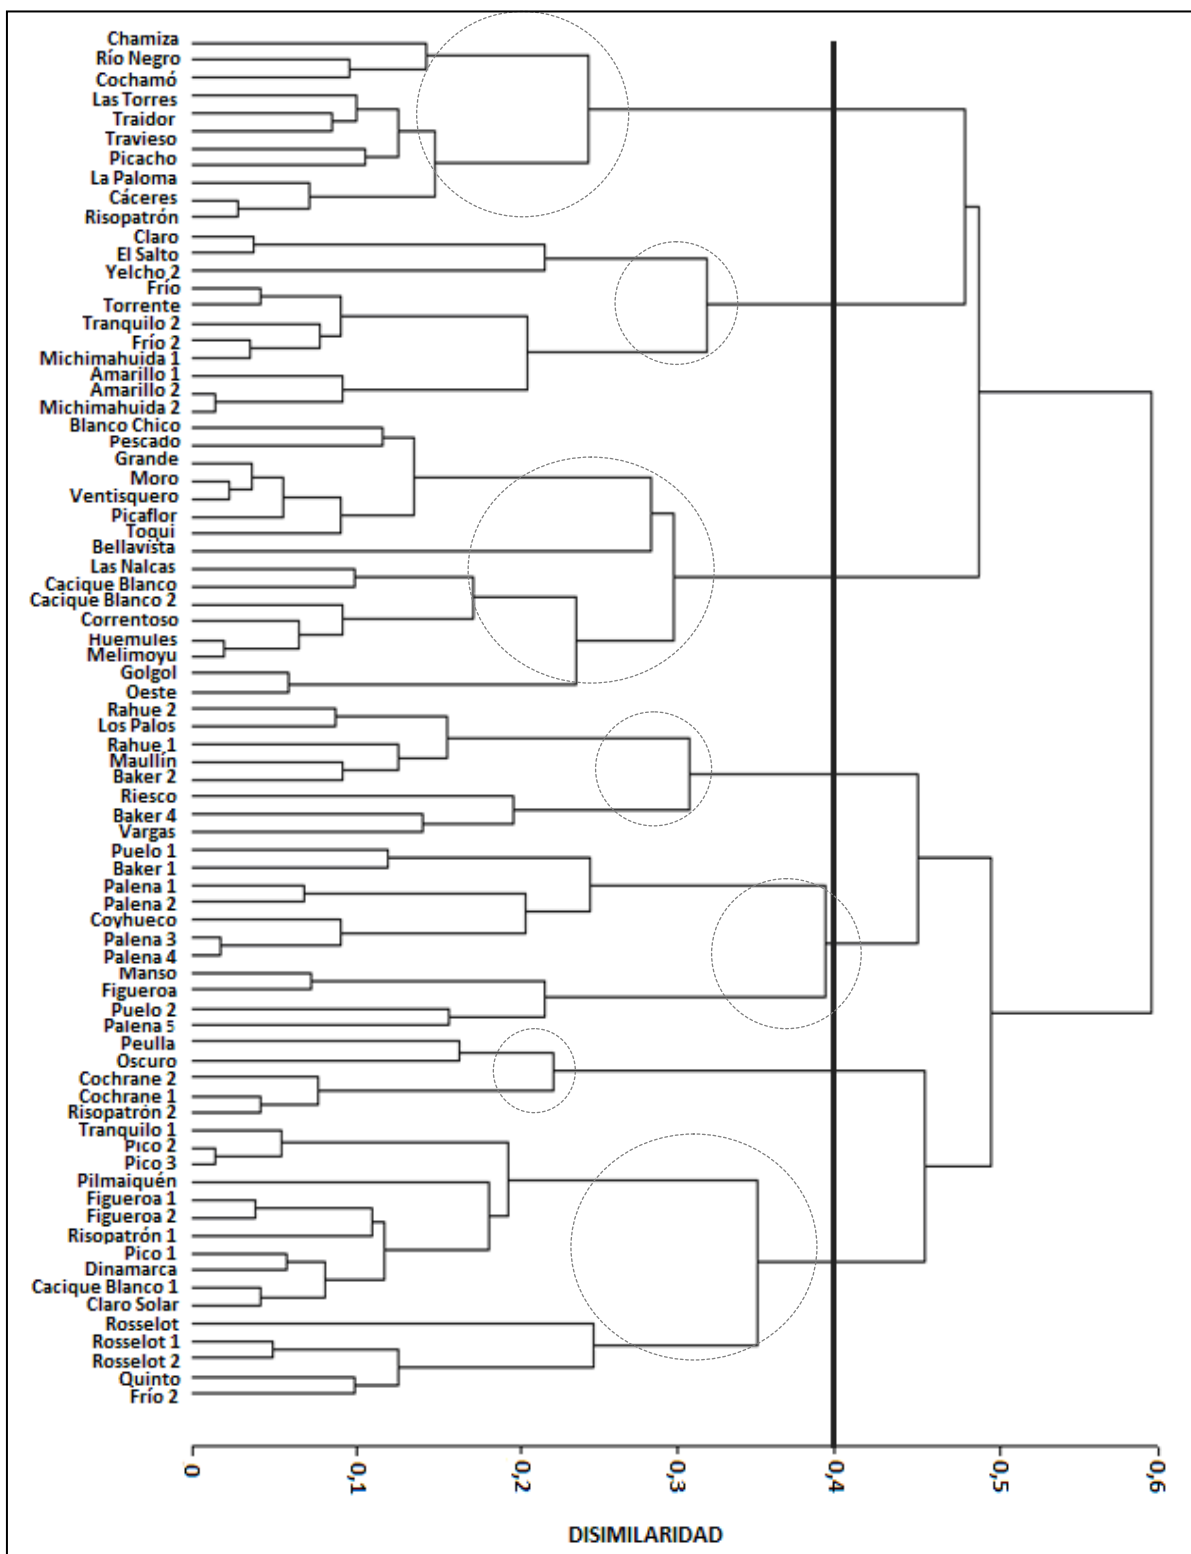 Chamiza
Río Negro
Cochamó
Las Torres
Traidor
Travieso
Picacho
La Paloma
Cáceres
Risopatrón
Claro
El Salto
Yelcho 2
Frío
Torrente
Tranquilo 2
Frío 2
Michimahuida 1
Amarillo 1
Amarillo 2
Michimahuida 2
Blanco Chico
Pescado
Grande
Moro
Ventisquero
Picaflor
Toqui
Bellavista
Las Nalcas
Cacique Blanco
Cacique Blanco 2
Correntoso
Huemules
Melimoyu
Golgol
Oeste
Rahue 2
Los Palos
Rahue 1
Maullín
Baker 2
Riesco
Baker 4
Vargas
Puelo 1
Baker 1
Palena 1
Palena 2
Coyhueco
Palena 3
Palena 4
Manso
Figueroa
Puelo 2
Palena 5
Peulla
Oscuro
Cochrane 2
Cochrane 1
Risopatrón 2
Tranquilo 1
Pico 2
Pico 3
Pilmaiquén
Figueroa 1
Figueroa 2
Risopatrón 1
Pico 1
Dinamarca
Cacique Blanco 1
Claro Solar
Rosselot
Rosselot 1
Rosselot 2
Quinto
Frío 2
0 0,1 0,2 0,3 0,4 0,5 0,6
DISIMILARIDAD